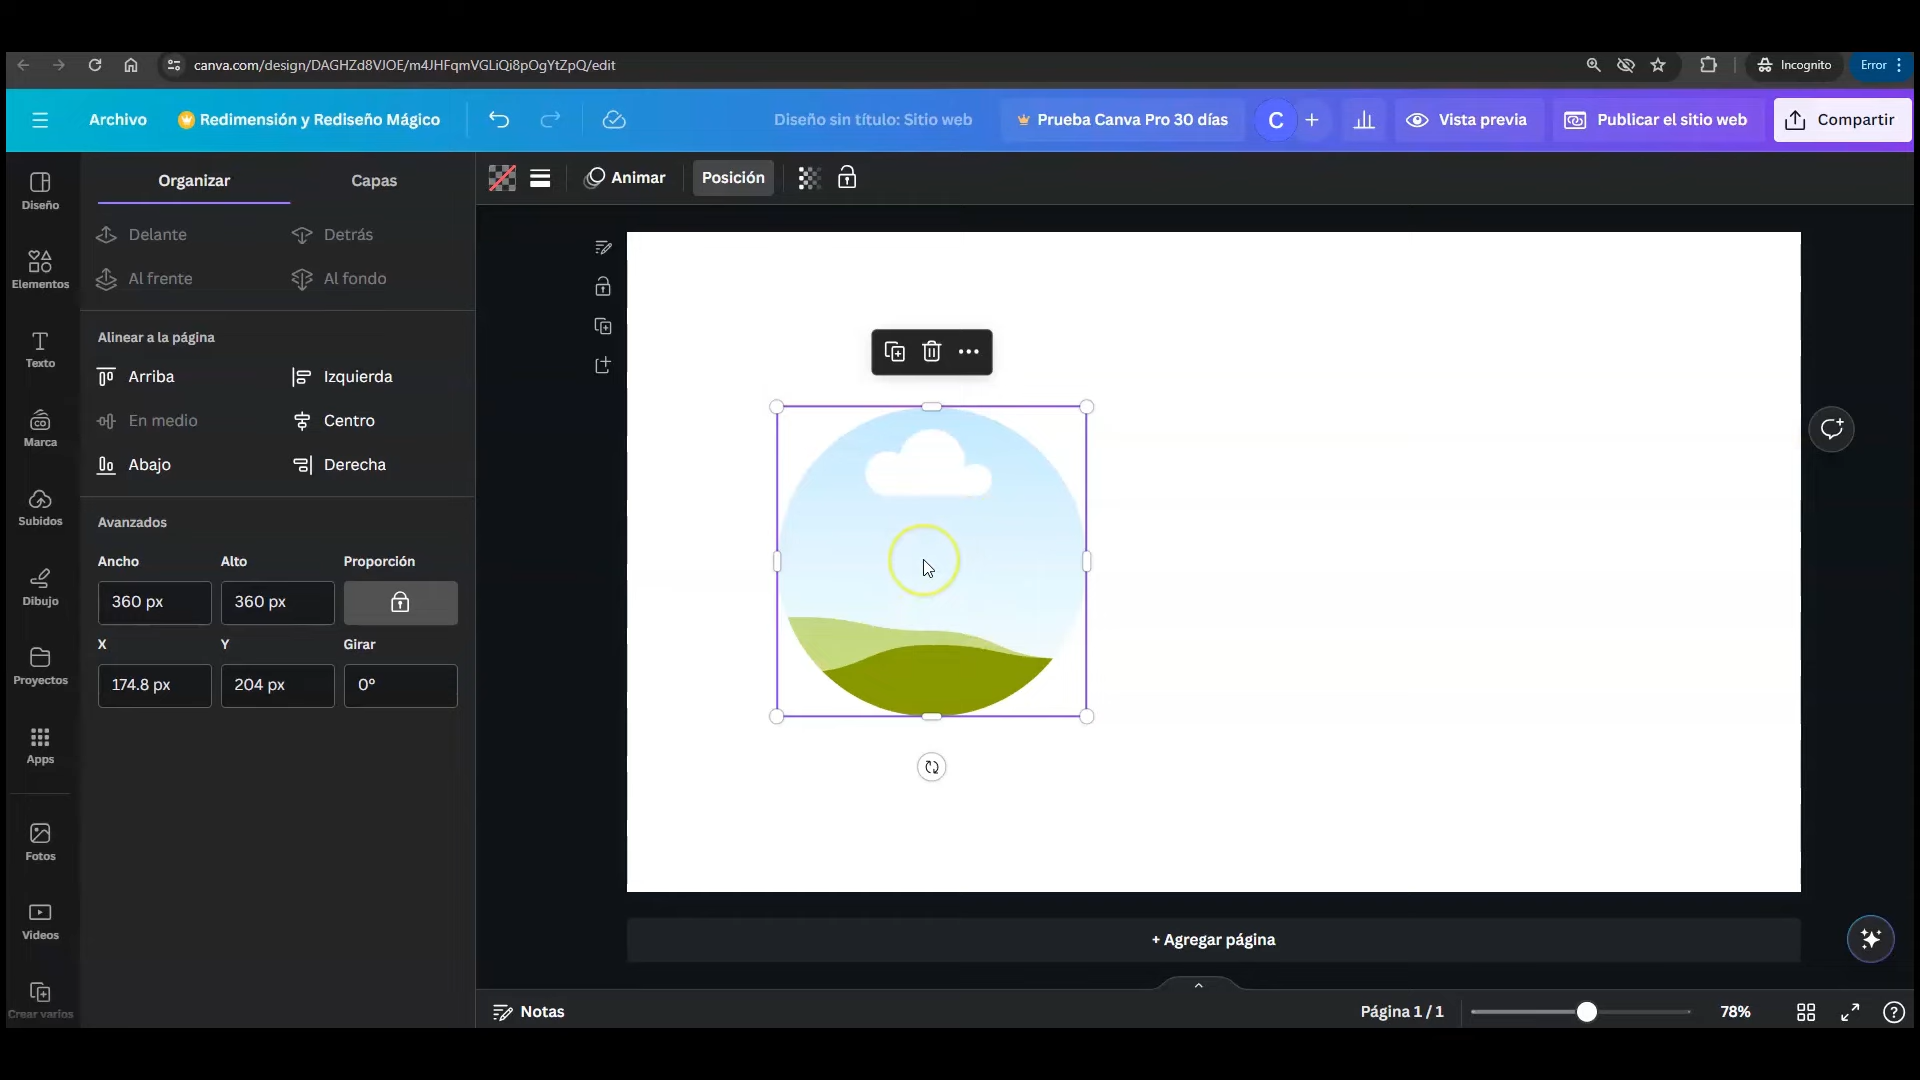 canva.com/design/DAGHZd8VJOE/m4JHFqmVGLiQi8pOgYtZpQ/edit
Incognito
Error
Archivo
Redimensión y Rediseño Mágico
Diseño sin título: Sitio web
Prueba Canva Pro 30 días
C
Vista previa
Publicar el sitio web
Compartir
Diseño
Elementos
Texto
Marca
Subidos
Dibujo
Proyectos
Apps
Fotos
Videos
Crear varios
Organizar
Capas
Delante
Detrás
Al frente
Al fondo
Alinear a la página
Arriba
Izquierda
En medio
Centro
Abajo
Derecha
Avanzados
Ancho
Alto
Proporción
360 px
360 px
X
Y
Girar
174.8 px
204 px
0°
Animar
Posición
+ Agregar página
Notas
Página 1 / 1
78%